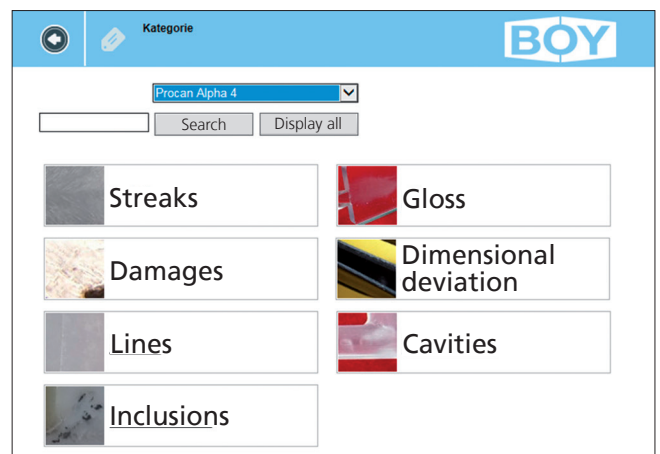 Kategorie
BOY
Procan Alpha 4
Search
Display all
Streaks
Gloss
Damages
Dimensional
deviation
Lines
Cavities
Inclusions